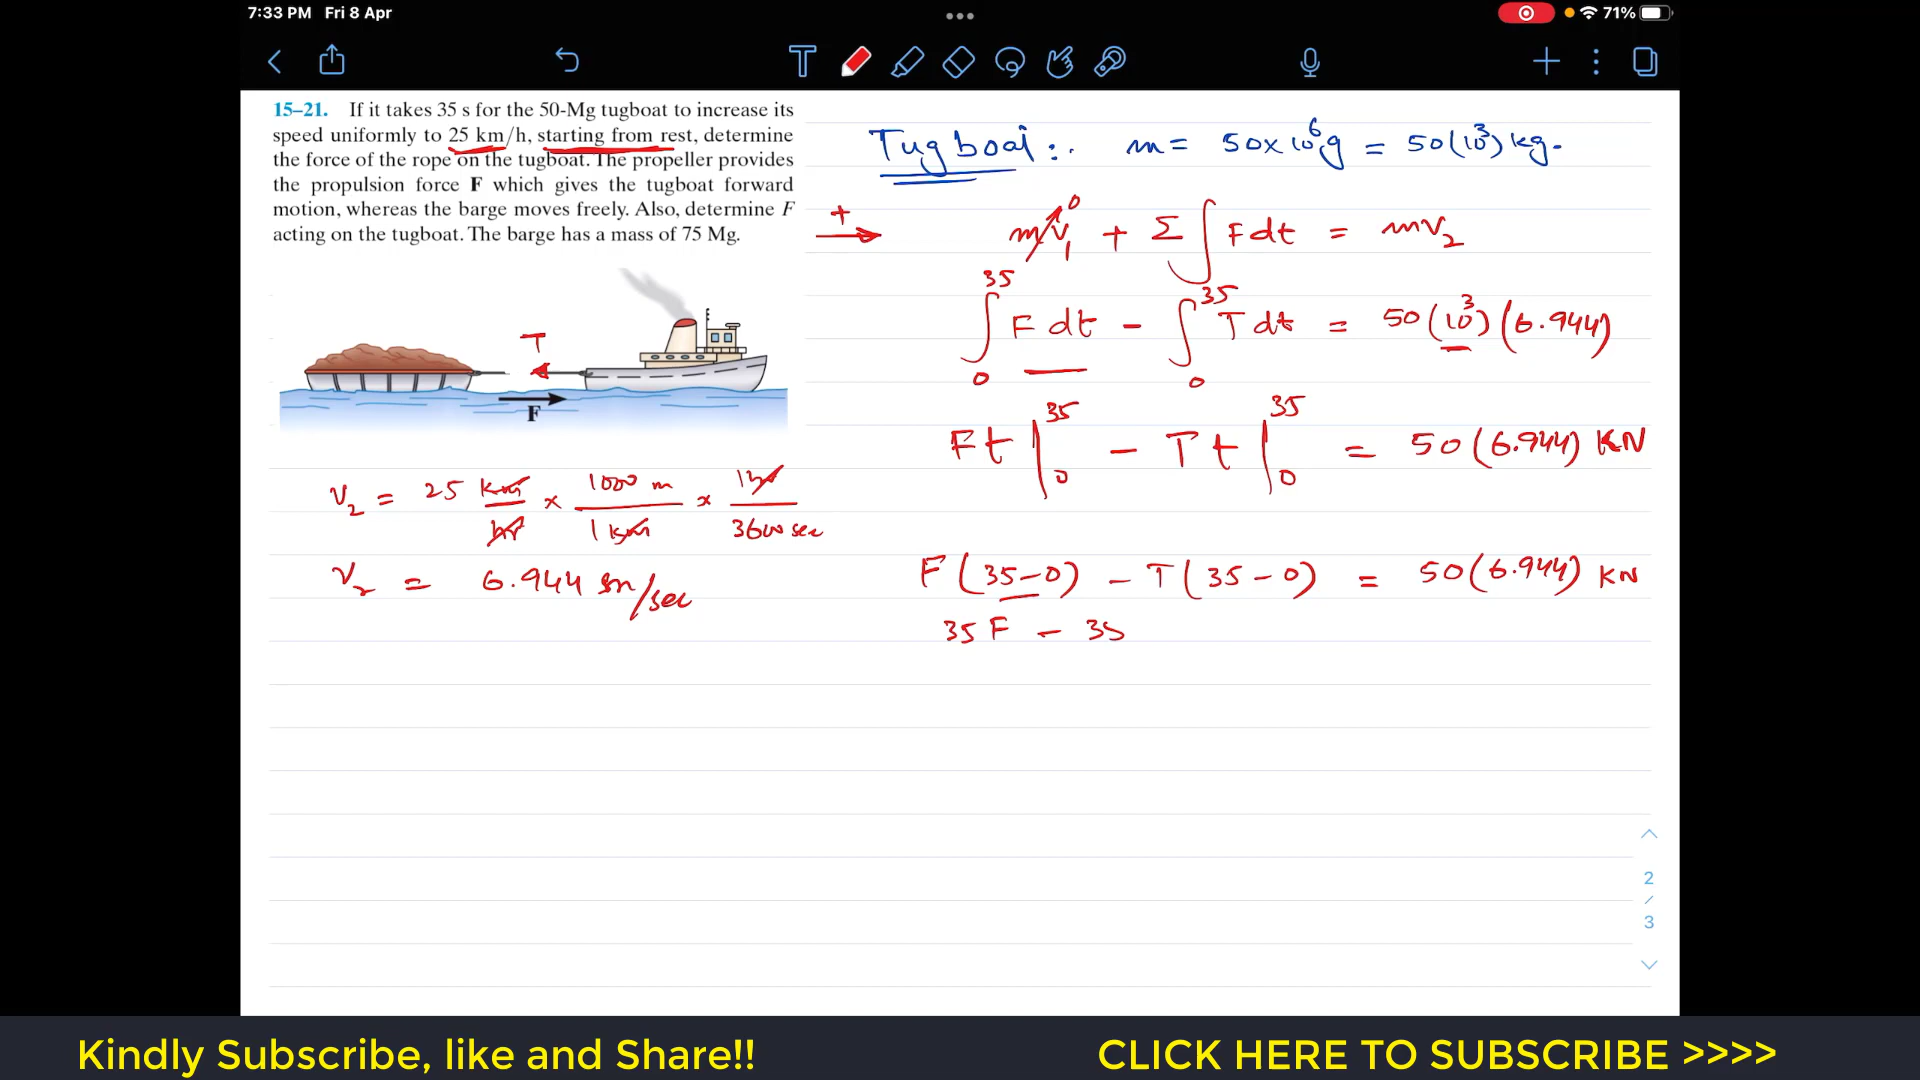 7:33 PM Fri 8 Apr
71%
15–21. If it takes 35 s for the 50-Mg tugboat to increase its
speed uniformly to 25 km/h, starting from rest, determine
the force of the rope on the tugboat. The propeller provides
the propulsion force F which gives the tugboat forward
motion, whereas the barge moves freely. Also, determine F
acting on the tugboat. The barge has a mass of 75 Mg.
T
F
V₂ = 25 km/hr × 1000 m/1 km × 1 hr/3600 sec
V₂ = 6.944 m/sec
Tugboat :. m = 50×10⁶g = 50(10³) kg.
+
mv₁ 0 + Σ∫Fdt = mv₂
∫₀³⁵ F dt − ∫₀³⁵ T dt = 50(10³)(6.944)
Ft|₀³⁵ − Tt|₀³⁵ = 50(6.944) KN
F(35−0) − T(35−0) = 50(6.944) KN
35F − 35
2
3
Kindly Subscribe, like and Share!!
CLICK HERE TO SUBSCRIBE >>>>